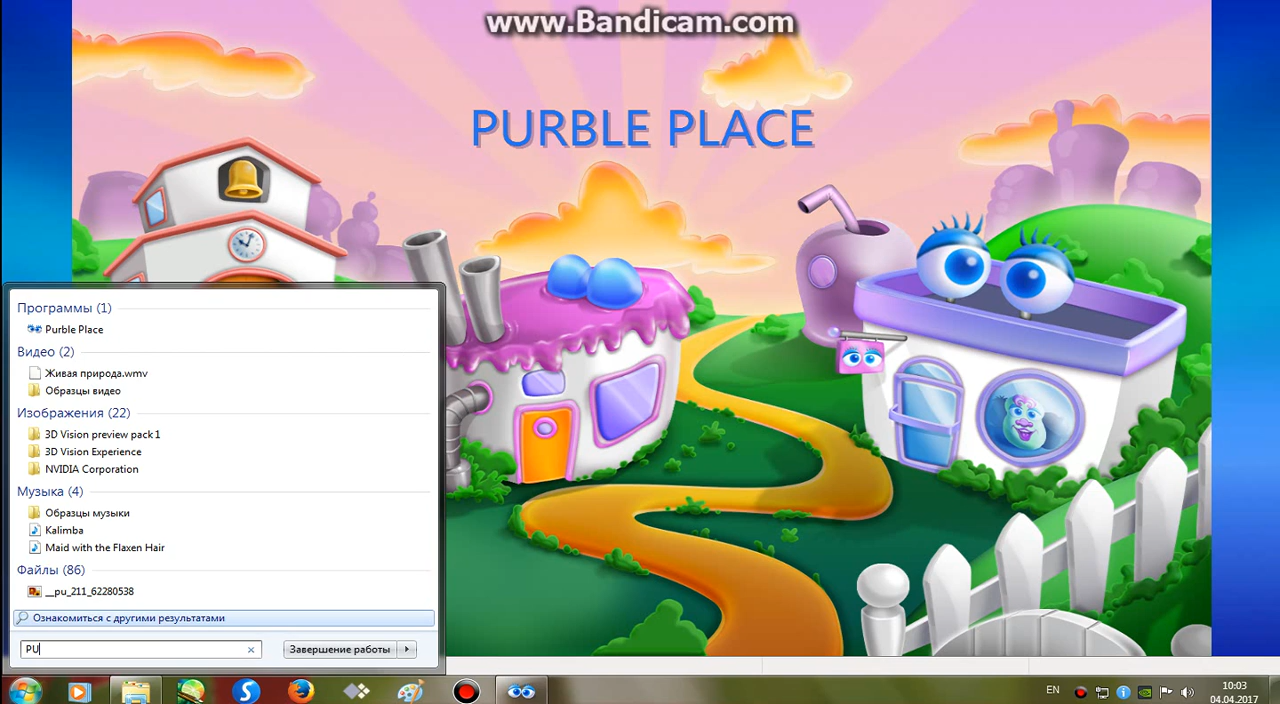 www.Bandicam.com
PURBLE PLACE
Программы (1)
Purble Place
Видео (2)
Живая природа.wmv
Образцы видео
Изображения (22)
3D Vision preview pack 1
3D Vision Experience
NVIDIA Corporation
Музыка (4)
Образцы музыки
Kalimba
Maid with the Flaxen Hair
Файлы (86)
__pu_211_62280538
Ознакомиться с другими результатами
PU
Завершение работы
EN
10:03
04.04.2017